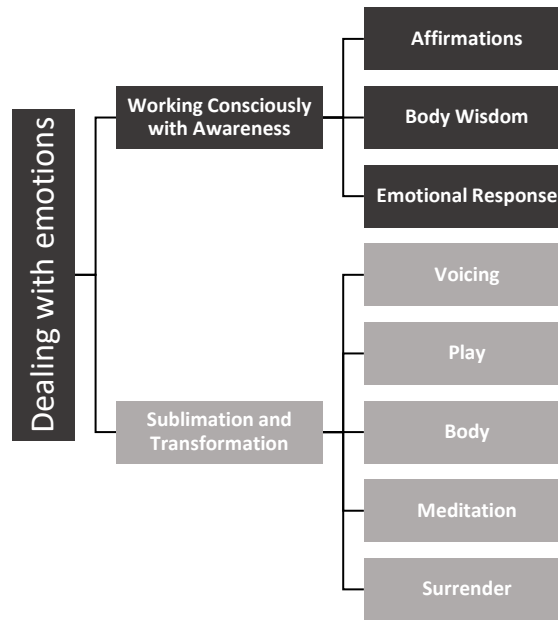 Dealing with emotions
Working Consciously
with Awareness
Affirmations
Body Wisdom
Emotional Response
Sublimation and
Transformation
Voicing
Play
Body
Meditation
Surrender